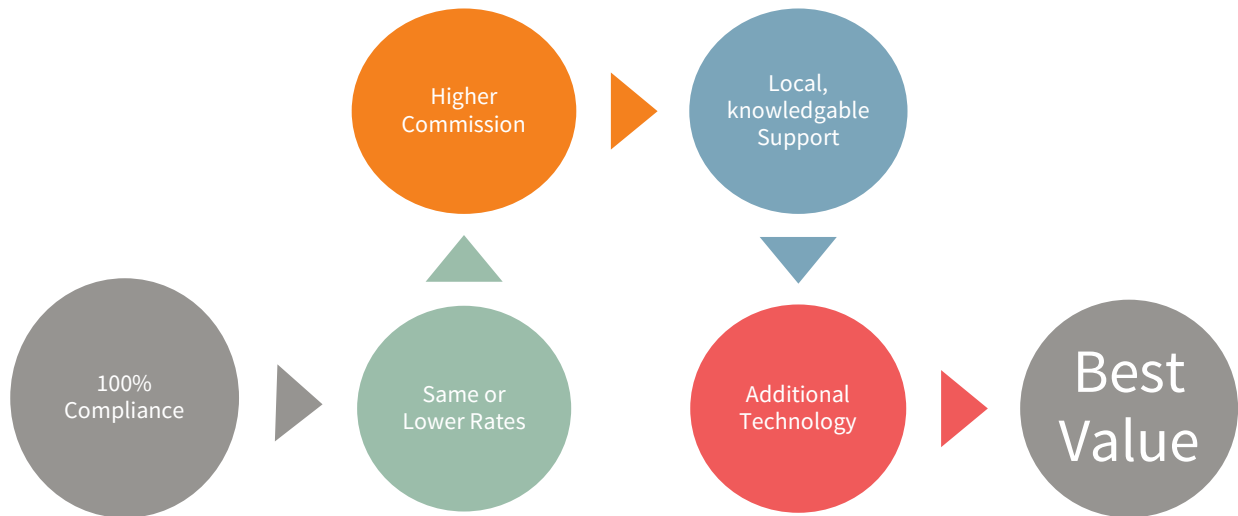 100%
Compliance
Same or
Lower Rates
Higher
Commission
Local,
knowledgable
Support
Additional
Technology
Best
Value